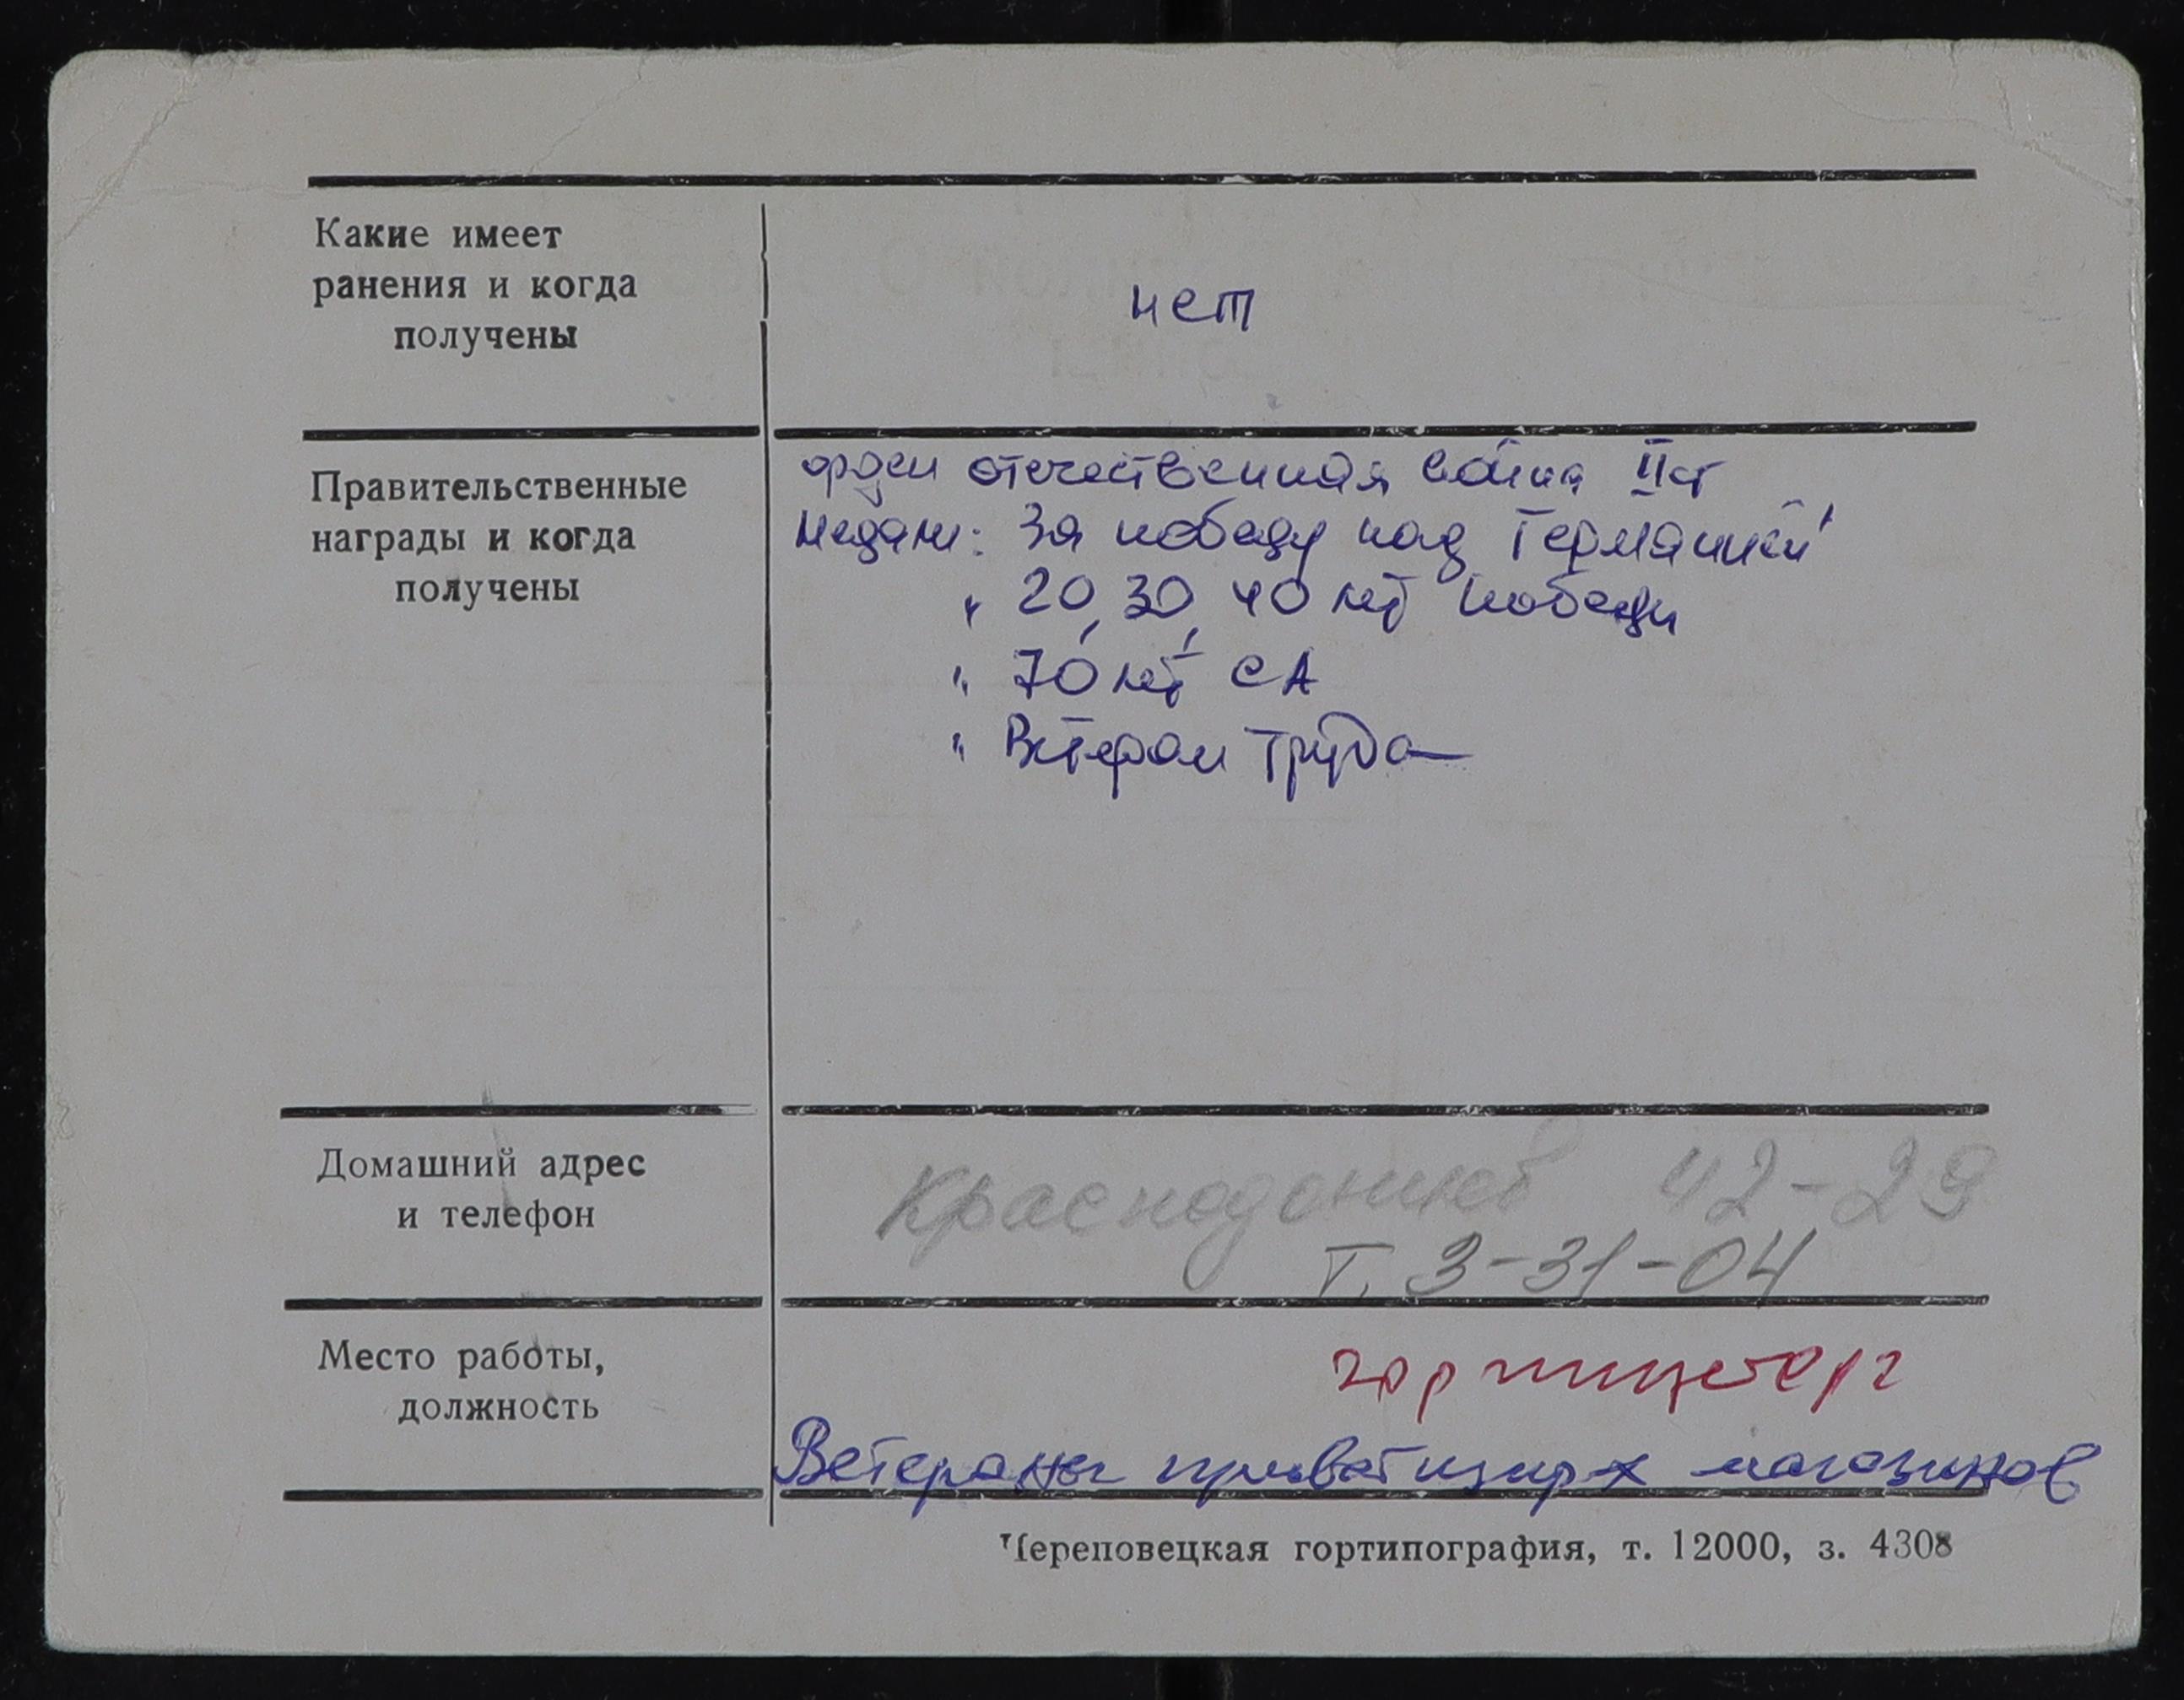 Какие имеет
ранения и когда
получены
нет
Правительственные
награды и когда
получены
орден отечественная война II ст
Медали: За победу над Германией
" 20, 30, 40 лет Победы
" 70 лет СА
" Ветеран Труда
Домашний адрес
и телефон
Краснодонцев 42-29
Т. 3-31-04
Место работы,
должность
горпищеторг
Ветераны магазинов
Череповецкая гортипография, т. 12000, з. 4308